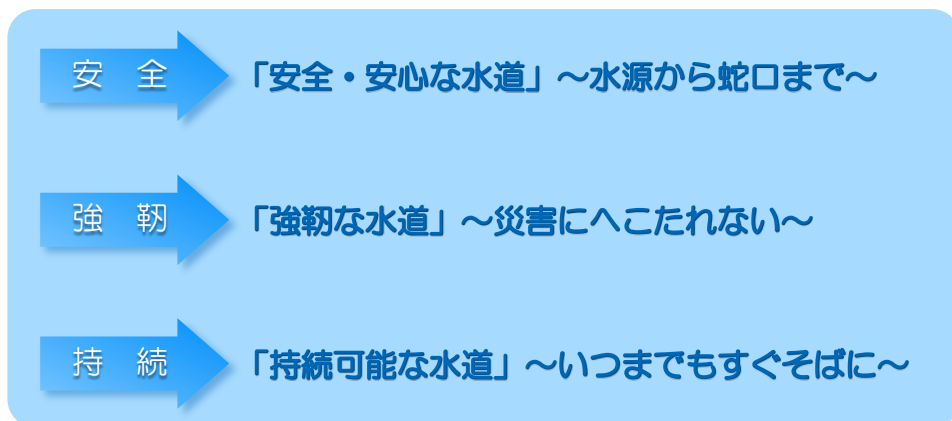 安　全 「安全・安心な水道」～水源から蛇口まで～
強　靭 「強靭な水道」～災害にへこたれない～
持　続 「持続可能な水道」～いつまでもすぐそばに～